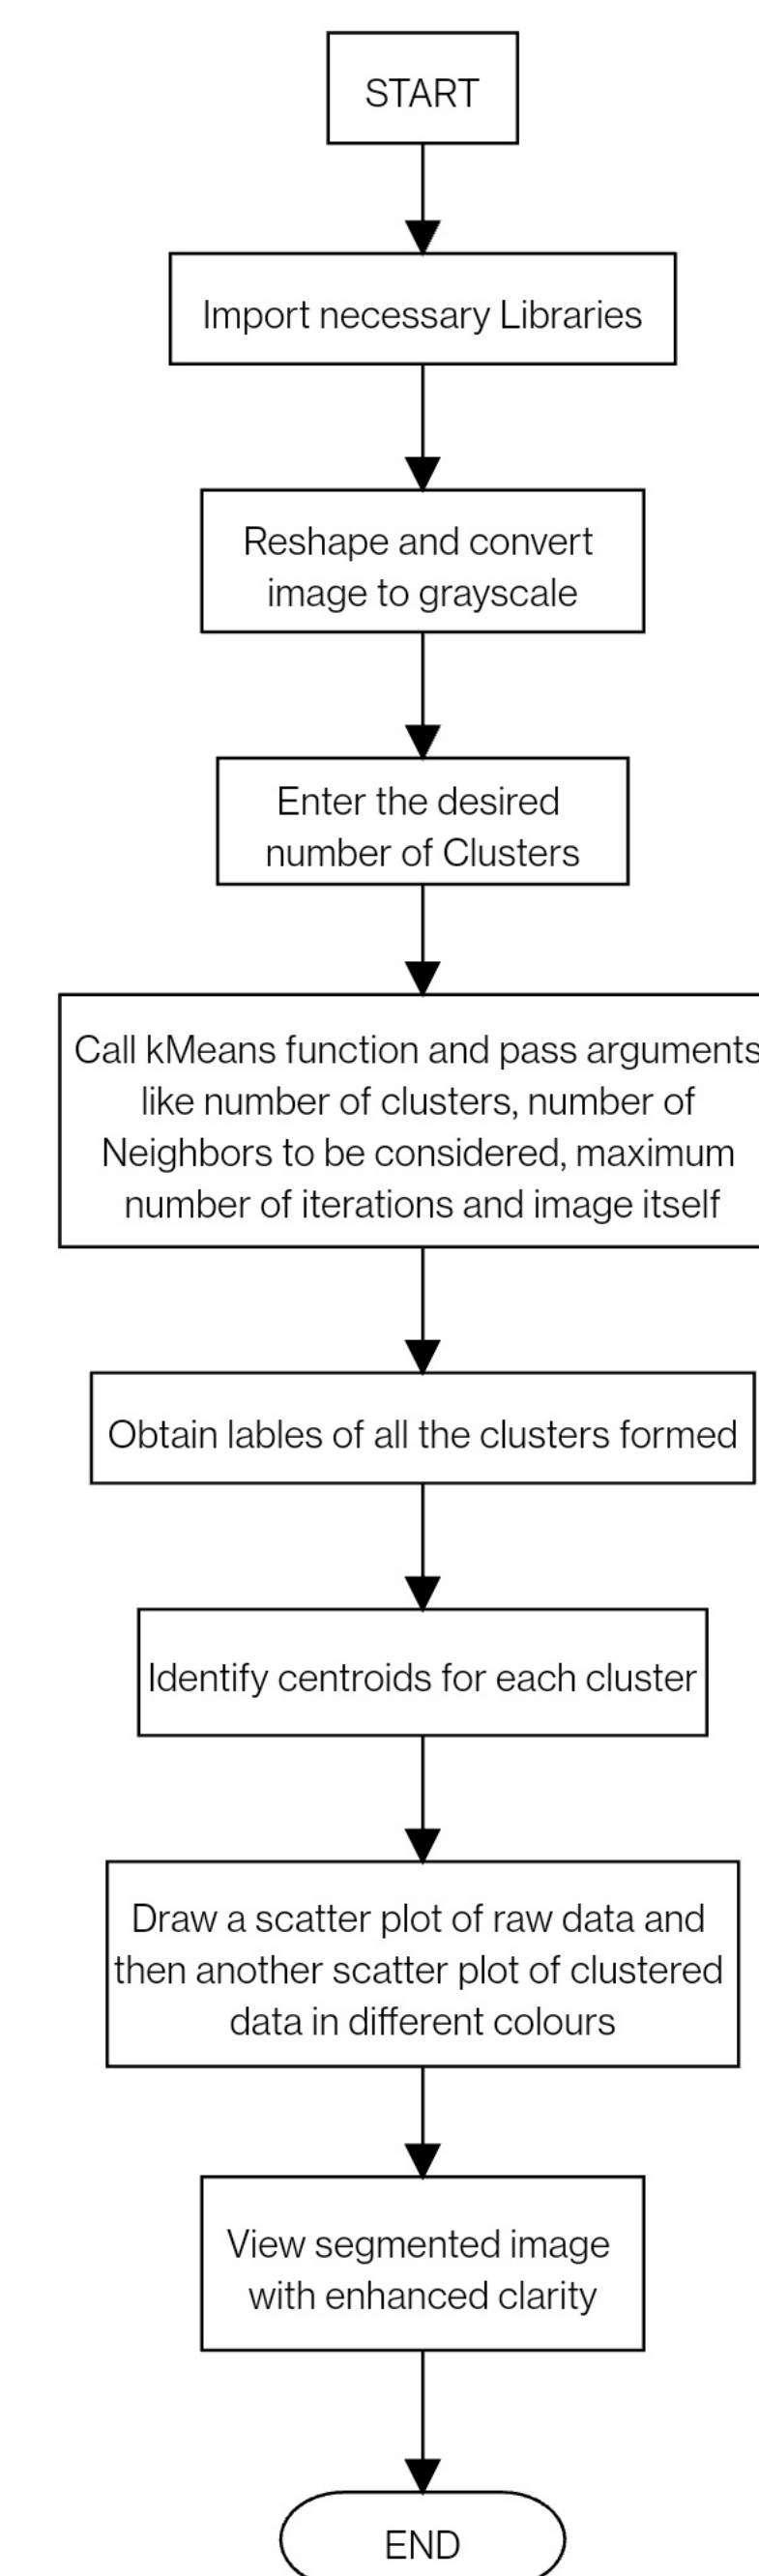 START
Import necessary Libraries
Reshape and convert
image to grayscale
Enter the desired
number of Clusters
Call kMeans function and pass arguments
like number of clusters, number of
Neighbors to be considered, maximum
number of iterations and image itself
Obtain lables of all the clusters formed
Identify centroids for each cluster
Draw a scatter plot of raw data and
then another scatter plot of clustered
data in different colours
View segmented image
with enhanced clarity
END